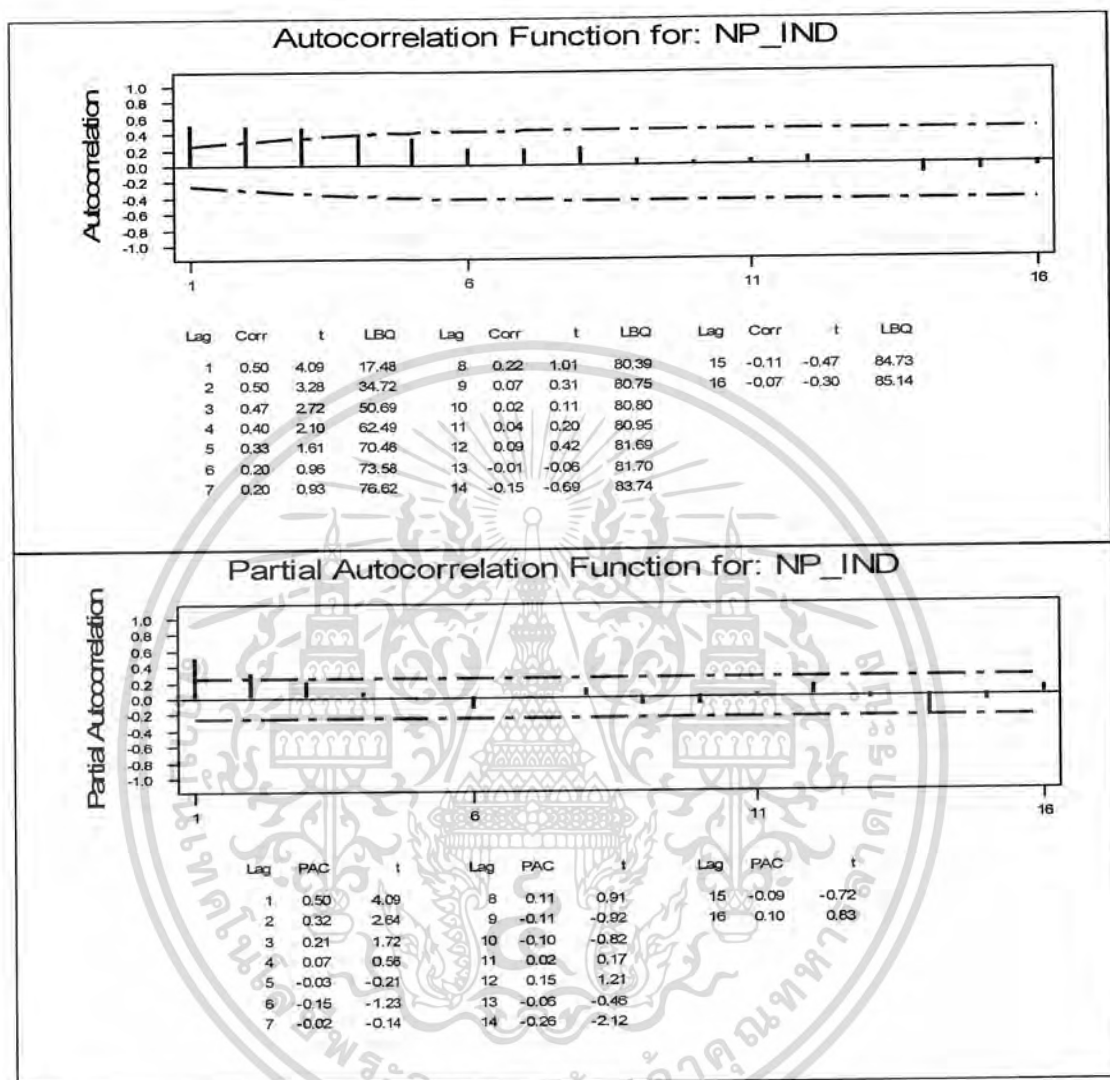 Autocorrelation Function for: NP_IND
Autocorrelation
1.0
0.8
0.6
0.4
0.2
0.0
-0.2
-0.4
-0.6
-0.8
-1.0
1 6 11 16
Lag Corr t LBQ Lag Corr t LBQ Lag Corr t LBQ
1 0.50 4.09 17.48 8 0.22 1.01 80.39 15 -0.11 -0.47 84.73
2 0.50 3.28 34.72 9 0.07 0.31 80.75 16 -0.07 -0.30 85.14
3 0.47 2.72 50.69 10 0.02 0.11 80.80
4 0.40 2.10 62.49 11 0.04 0.20 80.95
5 0.33 1.61 70.46 12 0.09 0.42 81.69
6 0.20 0.96 73.58 13 -0.01 -0.06 81.70
7 0.20 0.93 76.62 14 -0.15 -0.69 83.74
Partial Autocorrelation Function for: NP_IND
Partial Autocorrelation
1.0
0.8
0.6
0.4
0.2
0.0
-0.2
-0.4
-0.6
-0.8
-1.0
1 6 11 16
Lag PAC t Lag PAC t Lag PAC t
1 0.50 4.09 8 0.11 0.91 15 -0.09 -0.72
2 0.32 2.64 9 -0.11 -0.92 16 0.10 0.83
3 0.21 1.72 10 -0.10 -0.82
4 0.07 0.56 11 0.02 0.17
5 -0.03 -0.21 12 0.15 1.21
6 -0.15 -1.23 13 -0.06 -0.46
7 -0.02 -0.14 14 -0.26 -2.12